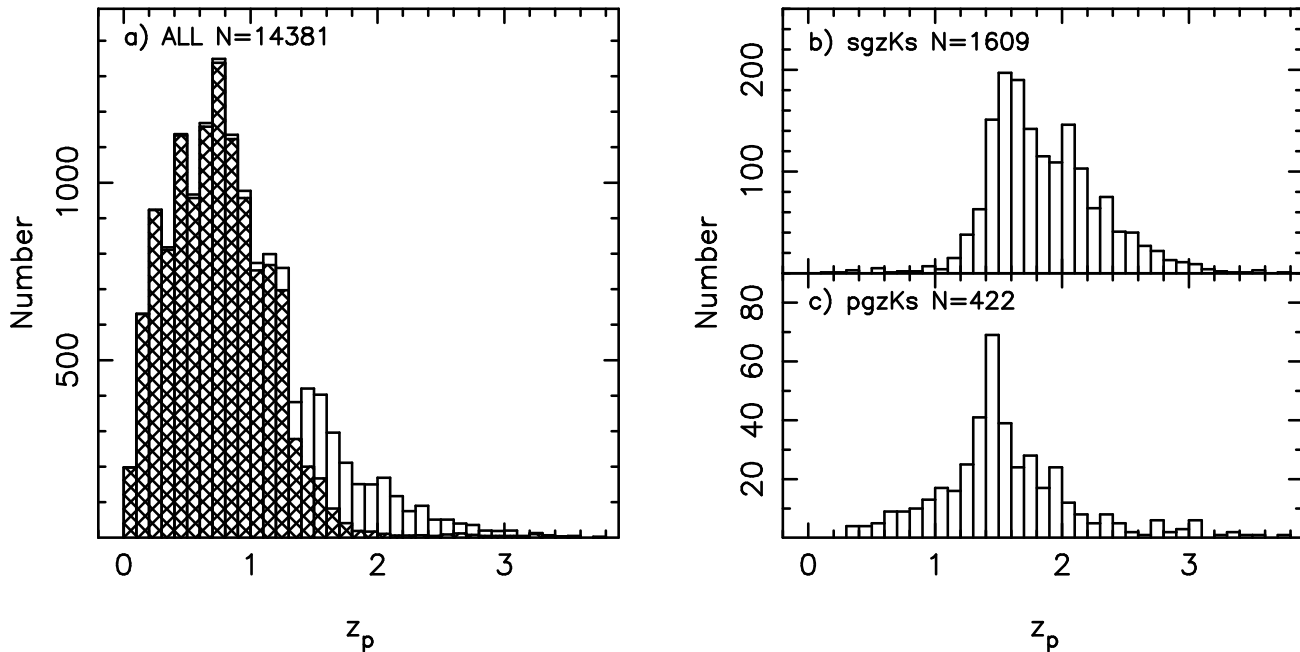 a) ALL N=14381
Number
1000
500
0 1 2 3
z_p
b) sgzKs N=1609
Number
200
100
c) pgzKs N=422
80
60
40
20
0 1 2 3
z_p